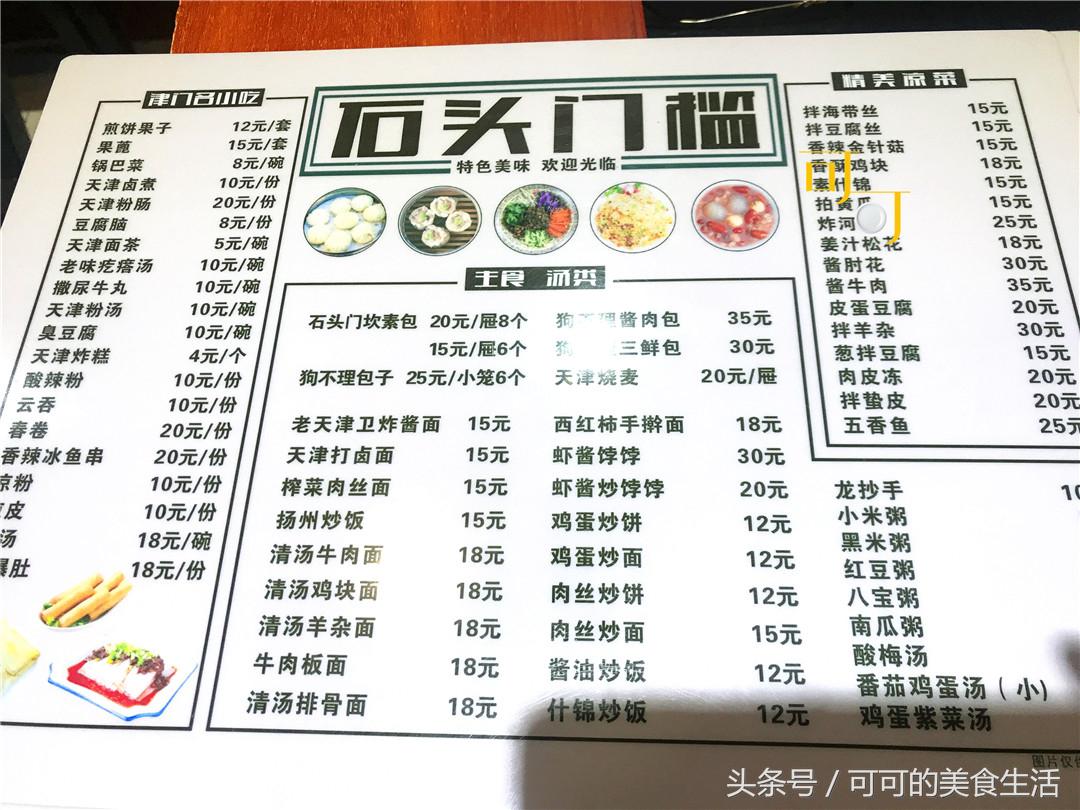 石头门槛
特色美味 欢迎光临
津门名小吃
煎饼果子 12元/套
果蓖 15元/套
锅巴菜 8元/碗
天津卤煮 10元/份
天津粉肠 20元/份
豆腐脑 8元/份
天津面茶 5元/碗
老味疙瘩汤 10元/碗
撒尿牛丸 10元/碗
天津粉汤 10元/碗
臭豆腐 10元/碗
天津炸糕 4元/个
酸辣粉 10元/份
云吞 10元/份
春卷 20元/份
香辣冰鱼串 20元/份
凉粉 10元/份
皮 10元/份
汤 18元/碗
爆肚 18元/份
主食 汤类
石头门坎素包 20元/屉8个
15元/屉6个
狗不理包子 25元/小笼6个
狗不理酱肉包 35元
狗不理三鲜包 30元
天津烧麦 20元/屉
老天津卫炸酱面 15元
天津打卤面 15元
榨菜肉丝面 15元
扬州炒饭 15元
清汤牛肉面 18元
清汤鸡块面 18元
清汤羊杂面 18元
牛肉板面 18元
清汤排骨面 18元
西红柿手擀面 18元
虾酱饽饽 30元
虾酱炒饽饽 20元
鸡蛋炒饼 12元
鸡蛋炒面 12元
肉丝炒饼 12元
肉丝炒面 15元
酱油炒饭 12元
什锦炒饭 12元
精美凉菜
拌海带丝 15元
拌豆腐丝 15元
香辣金针菇 15元
香酥鸡块 18元
素什锦 15元
拍黄瓜 15元
炸河 25元
姜汁松花 18元
酱肘花 30元
酱牛肉 35元
皮蛋豆腐 20元
拌羊杂 30元
葱拌豆腐 15元
肉皮冻 20元
拌蛰皮 20元
五香鱼 25元
龙抄手 10
小米粥
黑米粥
红豆粥
八宝粥
南瓜粥
酸梅汤
番茄鸡蛋汤（小）
鸡蛋紫菜汤
图片仅供
可
头条号 / 可可的美食生活